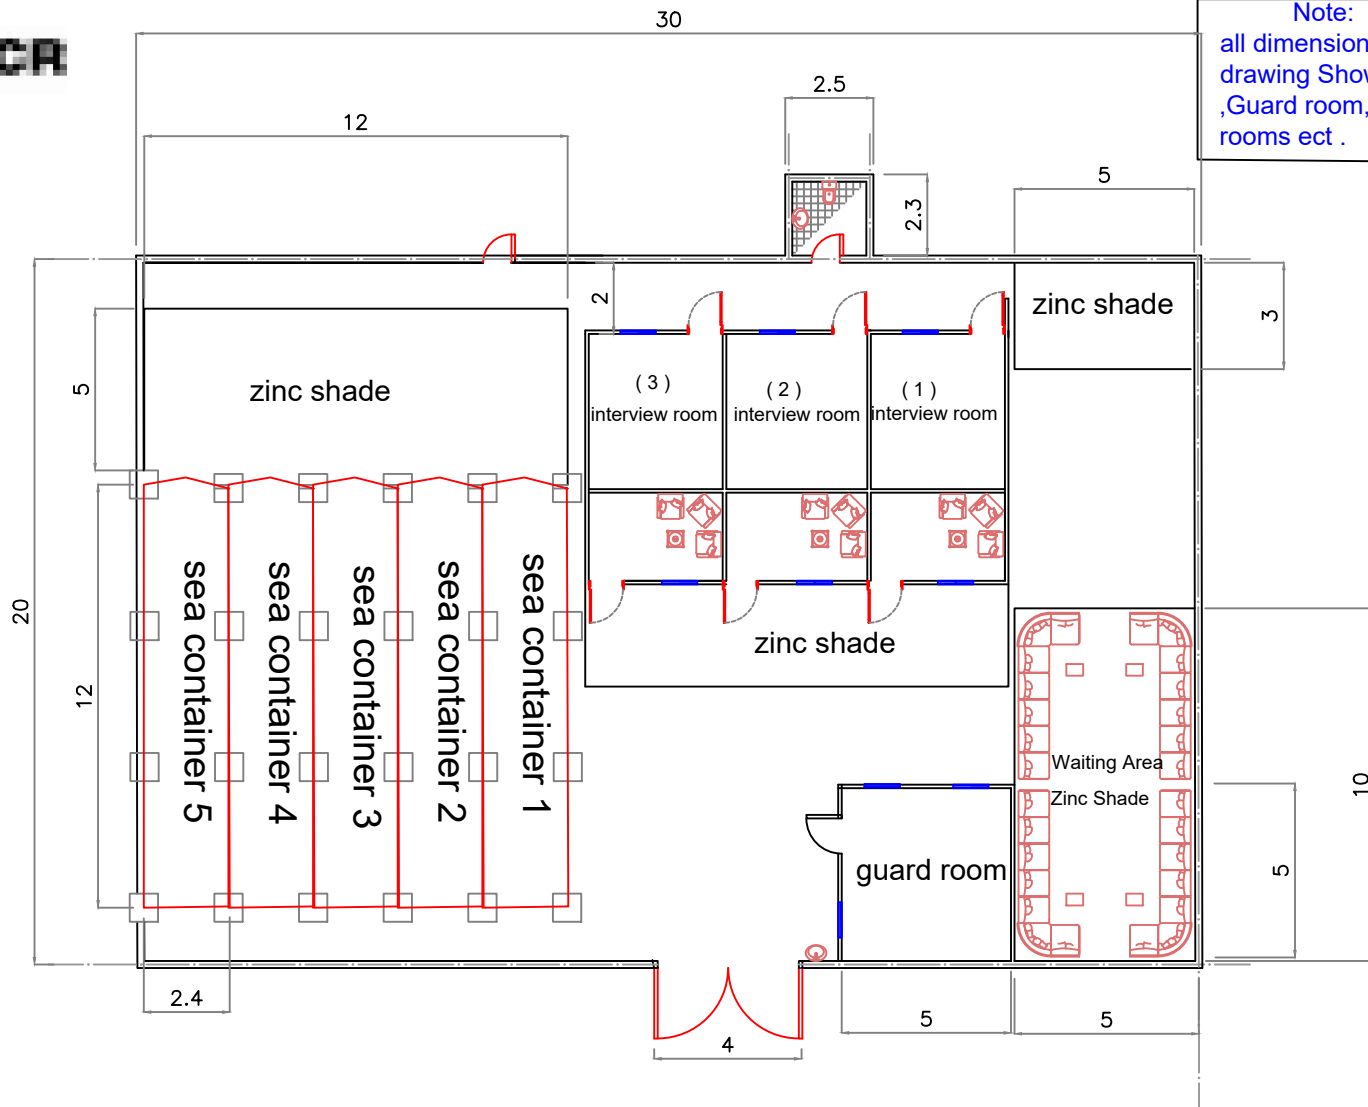 30
Note:
all dimension
drawing Show
,Guard room,
rooms ect .
CR
2.5
12
5
2.3
zinc shade
2
3
5
zinc shade
( 3 )
interview room
( 2 )
interview room
( 1 )
interview room
20
12
sea container 5
sea container 4
sea container 3
sea container 2
sea container 1
zinc shade
Waiting Area
Zinc Shade
10
guard room
5
2.4
4
5
5